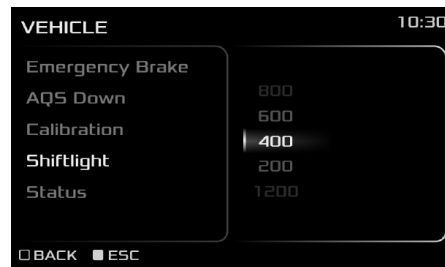 VEHICLE
10:30
Emergency Brake
AQS Down
Calibration
Shiftlight
Status
800
600
400
200
1200
BACK ESC